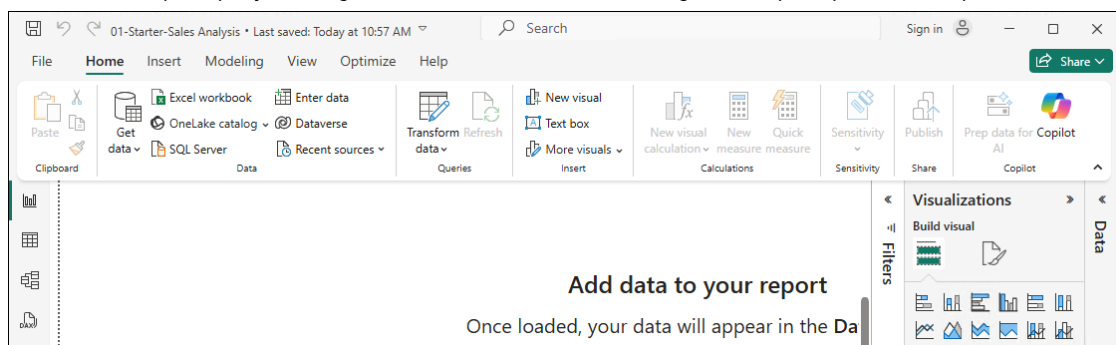 01-Starter-Sales Analysis • Last saved: Today at 10:57 AM
Search
Sign in
File Home Insert Modeling View Optimize Help
Share
Paste
Clipboard
Get data
Excel workbook
OneLake catalog
SQL Server
Enter data
Dataverse
Recent sources
Data
Transform data
Refresh
Queries
New visual
Text box
More visuals
Insert
New visual calculation
New measure
Quick measure
Calculations
Sensitivity
Sensitivity
Publish
Share
Prep data for AI
Copilot
Copilot
DAX
Filters
Visualizations
Build visual
Data
Add data to your report
Once loaded, your data will appear in the Da